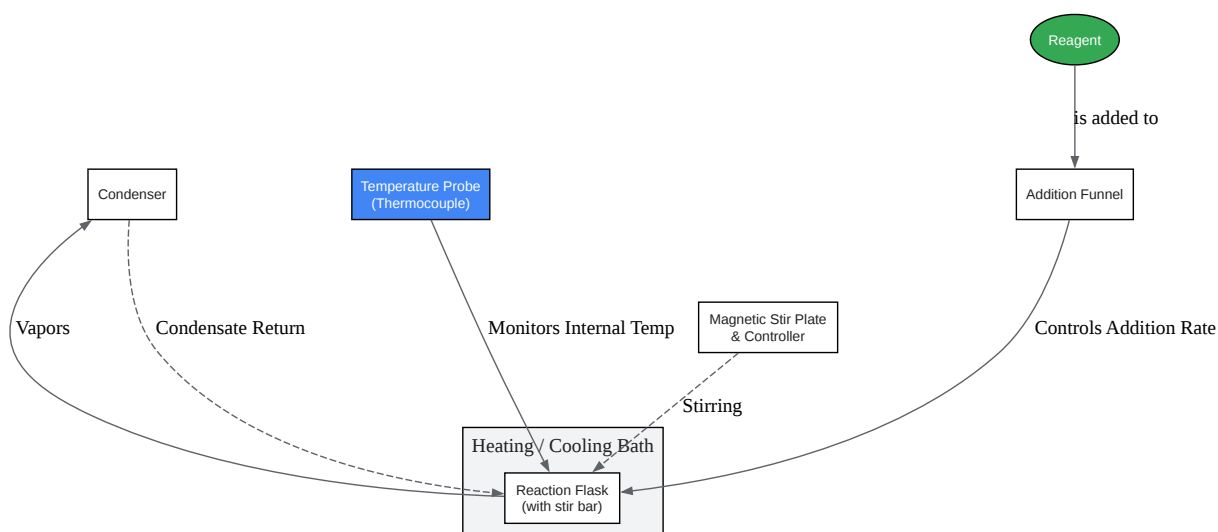 Reagent
is added to
Condenser
Temperature Probe
(Thermocouple)
Addition Funnel
Vapors
Condensate Return
Monitors Internal Temp
Magnetic Stir Plate
& Controller
Controls Addition Rate
Stirring
Heating / Cooling Bath
Reaction Flask
(with stir bar)